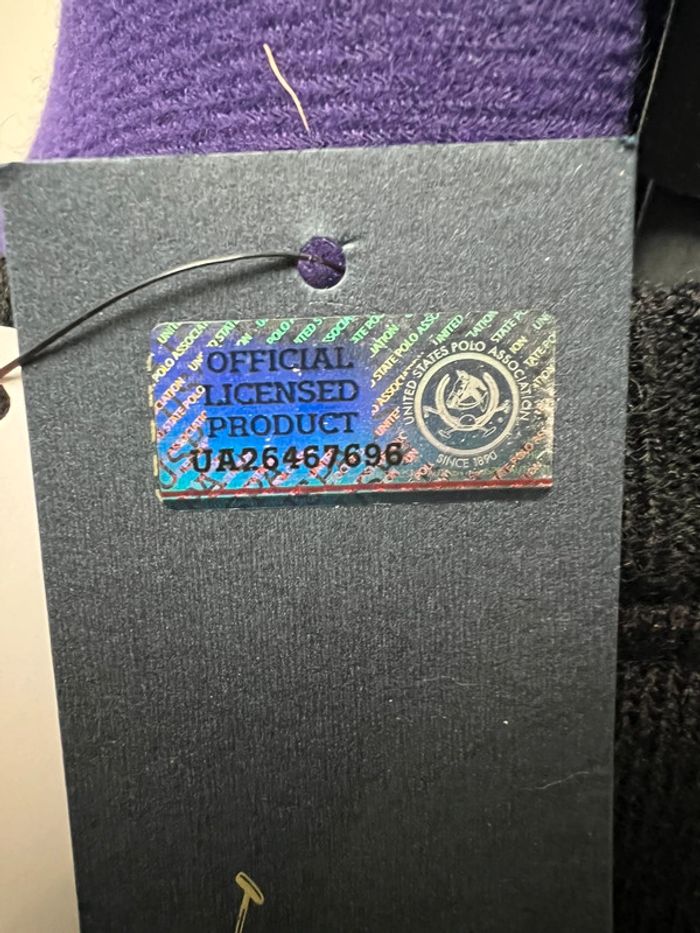 OFFICIAL
LICENSED
PRODUCT
UA26467696
UNITED STATES POLO ASSOCIATION
SINCE 1890